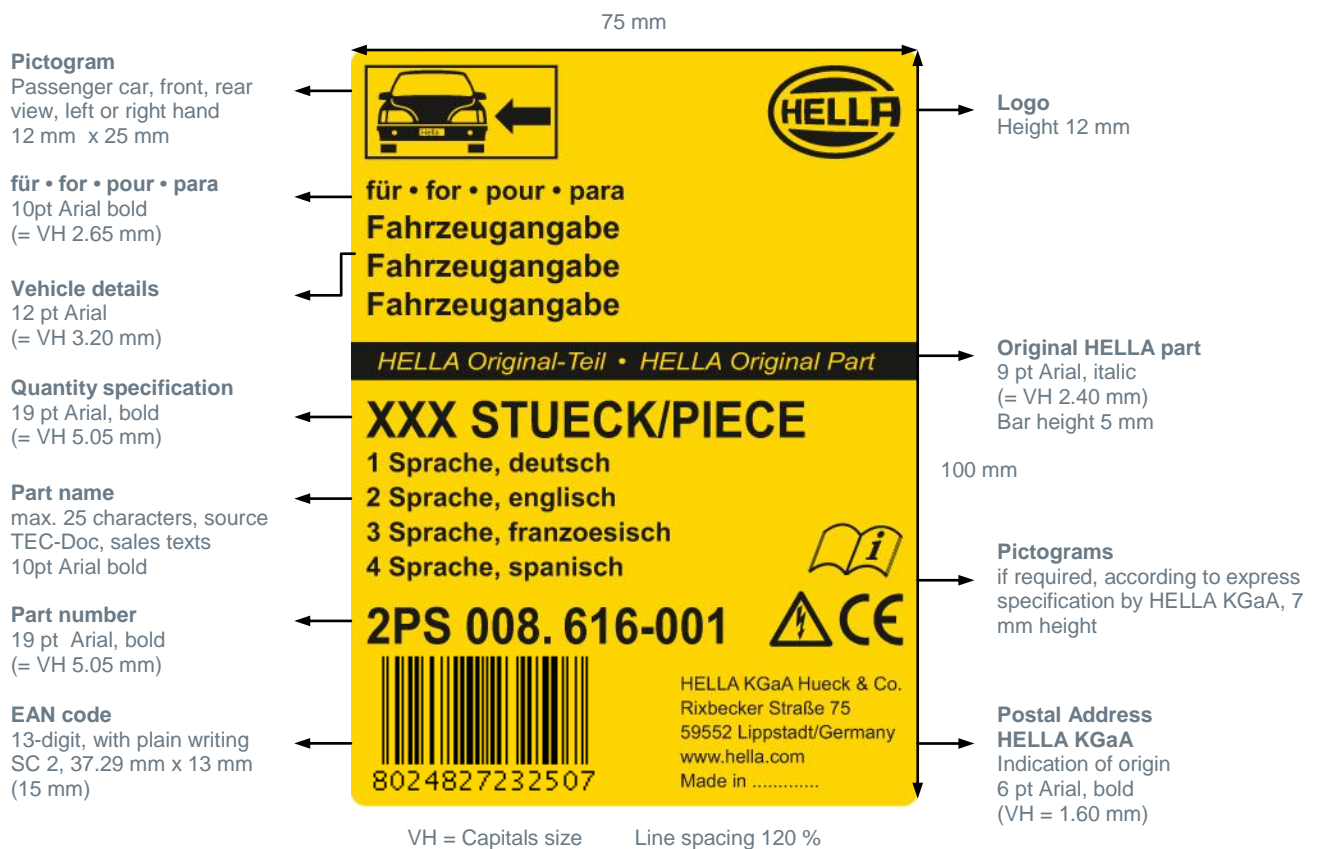 75 mm
Pictogram
Passenger car, front, rear
view, left or right hand
12 mm x 25 mm
für • for • pour • para
10pt Arial bold
(= VH 2.65 mm)
Vehicle details
12 pt Arial
(= VH 3.20 mm)
Quantity specification
19 pt Arial, bold
(= VH 5.05 mm)
Part name
max. 25 characters, source
TEC-Doc, sales texts
10pt Arial bold
Part number
19 pt Arial, bold
(= VH 5.05 mm)
EAN code
13-digit, with plain writing
SC 2, 37.29 mm x 13 mm
(15 mm)
Hella
HELLA
für • for • pour • para
Fahrzeugangabe
Fahrzeugangabe
Fahrzeugangabe
HELLA Original-Teil • HELLA Original Part
XXX STUECK/PIECE
1 Sprache, deutsch
2 Sprache, englisch
3 Sprache, franzoesisch
4 Sprache, spanisch
i
2PS 008. 616-001
CE
8024827232507
HELLA KGaA Hueck & Co.
Rixbecker Straße 75
59552 Lippstadt/Germany
www.hella.com
Made in .............
Logo
Height 12 mm
Original HELLA part
9 pt Arial, italic
(= VH 2.40 mm)
Bar height 5 mm
100 mm
Pictograms
if required, according to express
specification by HELLA KGaA, 7
mm height
Postal Address
HELLA KGaA
Indication of origin
6 pt Arial, bold
(VH = 1.60 mm)
VH = Capitals size Line spacing 120 %